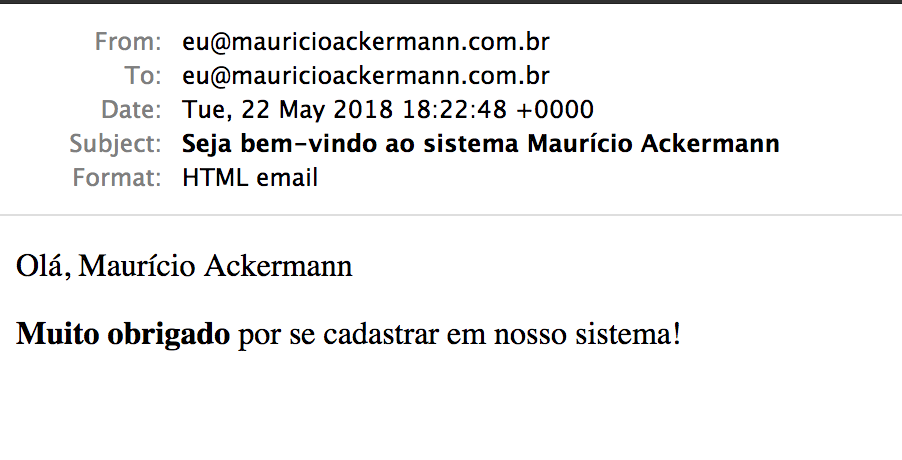 From: eu@mauricioackermann.com.br
To: eu@mauricioackermann.com.br
Date: Tue, 22 May 2018 18:22:48 +0000
Subject: Seja bem-vindo ao sistema Maurício Ackermann
Format: HTML email
Olá, Maurício Ackermann
Muito obrigado por se cadastrar em nosso sistema!